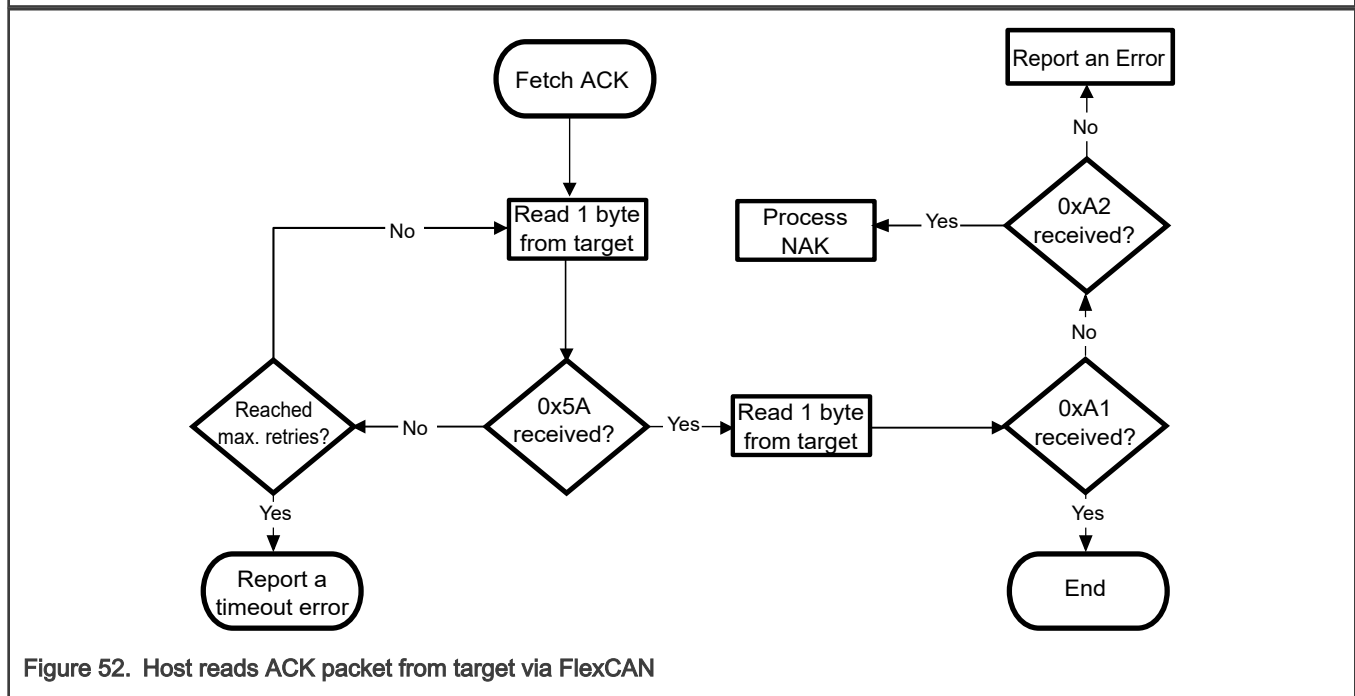 Fetch ACK
Report an Error
No
Read 1 byte
from target
No
Process
NAK
Yes
0xA2
received?
No
Reached
max. retries?
No
0x5A
received?
Yes
Read 1 byte
from target
0xA1
received?
Yes
Yes
Report a
timeout error
End
Figure 52. Host reads ACK packet from target via FlexCAN